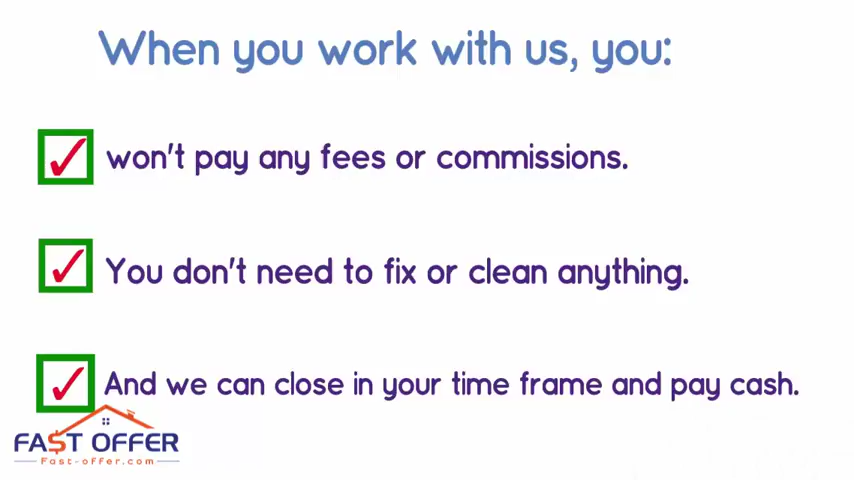 When you work with us, you:
won't pay any fees or commissions.
You don't need to fix or clean anything.
And we can close in your time frame and pay cash.
FA$T OFFER
Fast-offer.com